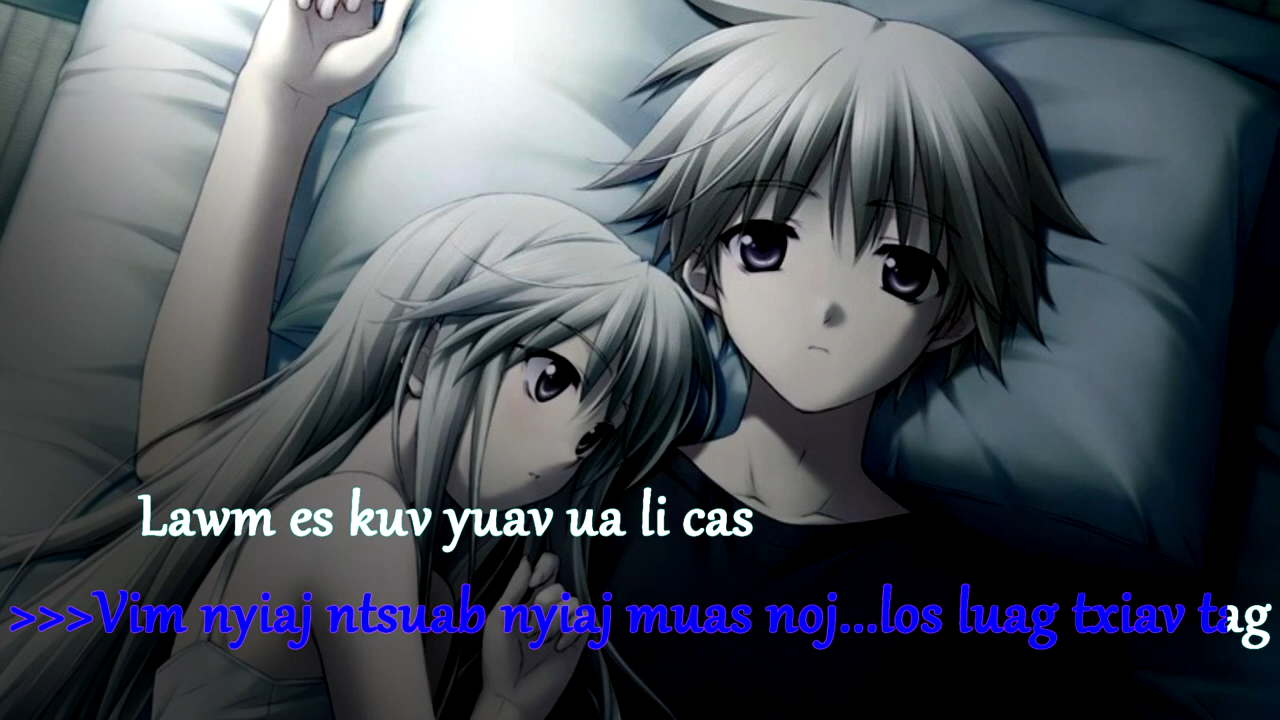 Lawm es kuv yuav ua li cas
>>>Vim nyiaj ntsuab nyiaj muas noj...los luag txiav tag